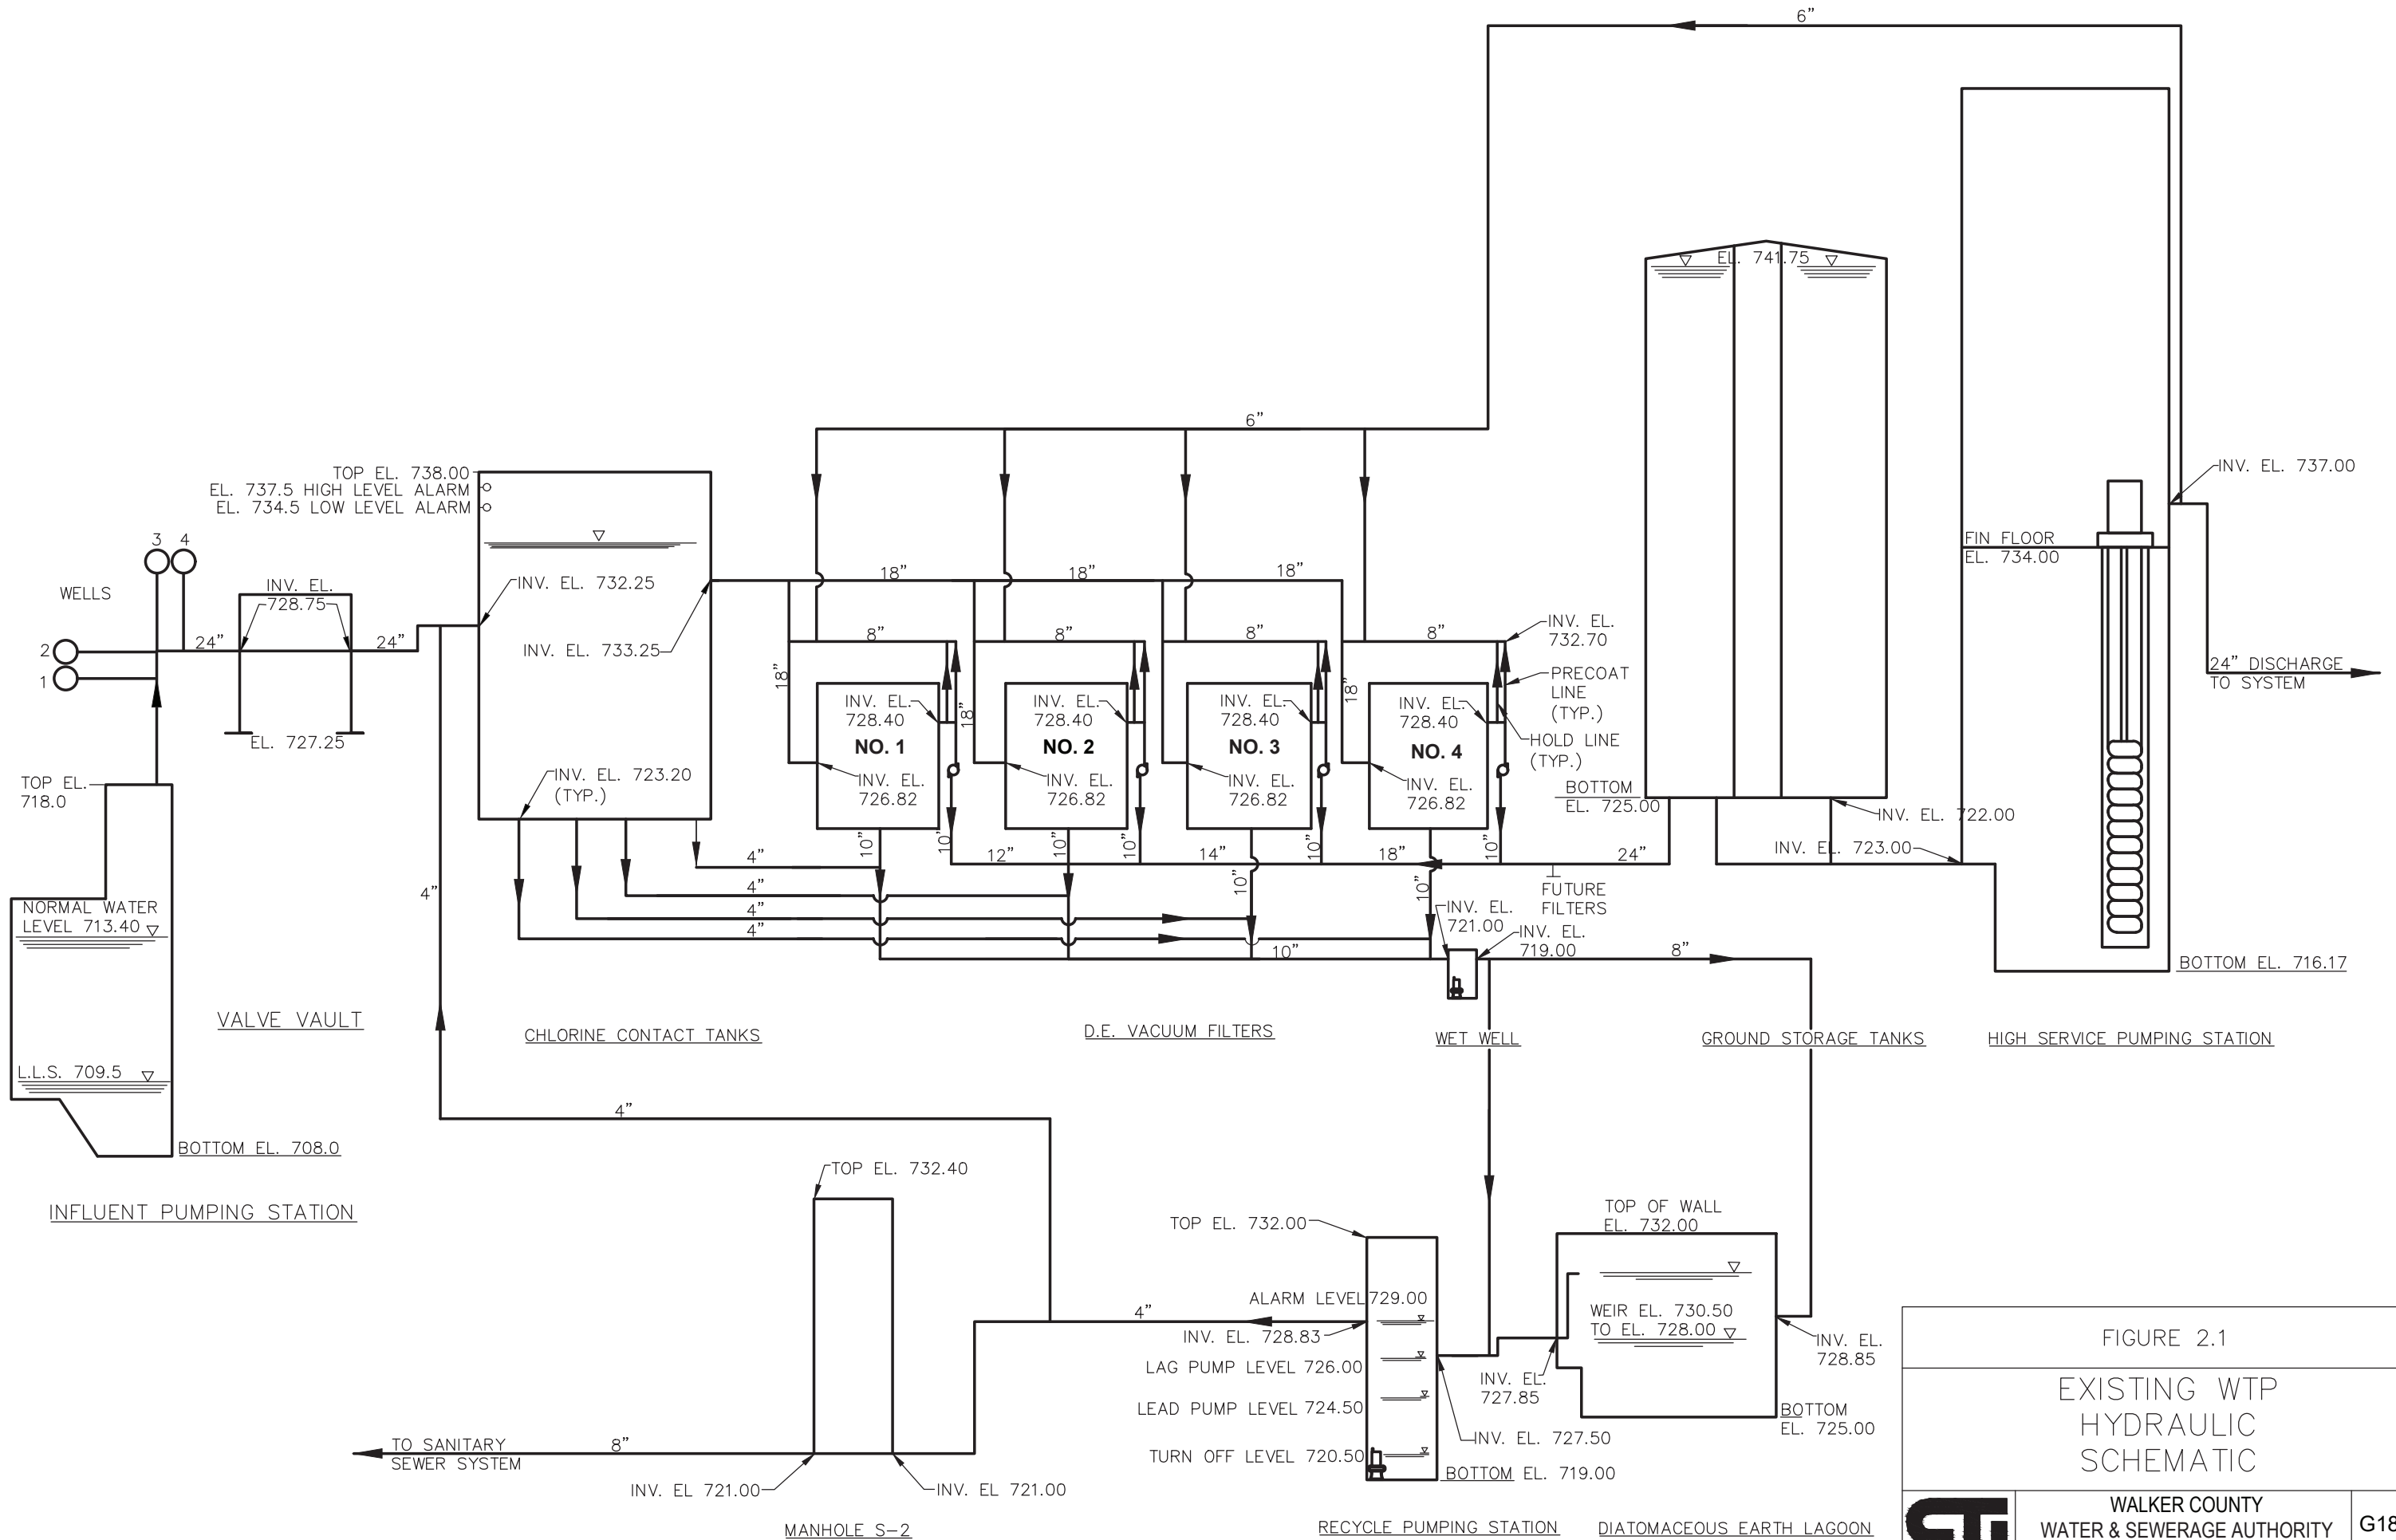 6"
6"
TOP EL. 738.00
EL. 737.5 HIGH LEVEL ALARM
EL. 734.5 LOW LEVEL ALARM
WELLS
3
4
2
1
24"
INV. EL.
728.75
24"
EL. 727.25
TOP EL.
718.0
NORMAL WATER
LEVEL 713.40
L.L.S. 709.5
BOTTOM EL. 708.0
INFLUENT PUMPING STATION
VALVE VAULT
INV. EL. 732.25
INV. EL. 733.25
INV. EL. 723.20
(TYP.)
CHLORINE CONTACT TANKS
18"
18"
18"
8"
8"
8"
8"
18"
18"
18"
18"
INV. EL.
728.40
NO. 1
INV. EL.
726.82
INV. EL.
728.40
NO. 2
INV. EL.
726.82
INV. EL.
728.40
NO. 3
INV. EL.
726.82
INV. EL.
728.40
NO. 4
INV. EL.
726.82
INV. EL.
732.70
PRECOAT
LINE
(TYP.)
HOLD LINE
(TYP.)
10"
10"
10"
10"
10"
10"
10"
10"
12"
14"
18"
24"
FUTURE
FILTERS
4"
4"
4"
4"
10"
D.E. VACUUM FILTERS
INV. EL.
721.00
INV. EL.
719.00
8"
WET WELL
EL. 741.75
BOTTOM
EL. 725.00
INV. EL. 722.00
INV. EL. 723.00
GROUND STORAGE TANKS
FIN FLOOR
EL. 734.00
INV. EL. 737.00
24" DISCHARGE
TO SYSTEM
BOTTOM EL. 716.17
HIGH SERVICE PUMPING STATION
4"
4"
TOP EL. 732.40
TO SANITARY
SEWER SYSTEM
8"
INV. EL 721.00
INV. EL 721.00
MANHOLE S-2
4"
TOP EL. 732.00
ALARM LEVEL 729.00
INV. EL. 728.83
LAG PUMP LEVEL 726.00
LEAD PUMP LEVEL 724.50
TURN OFF LEVEL 720.50
INV. EL. 727.50
BOTTOM EL. 719.00
RECYCLE PUMPING STATION
TOP OF WALL
EL. 732.00
WEIR EL. 730.50
TO EL. 728.00
INV. EL.
727.85
INV. EL.
728.85
BOTTOM
EL. 725.00
DIATOMACEOUS EARTH LAGOON
FIGURE 2.1
EXISTING WTP
HYDRAULIC
SCHEMATIC
WALKER COUNTY
WATER & SEWERAGE AUTHORITY
G18